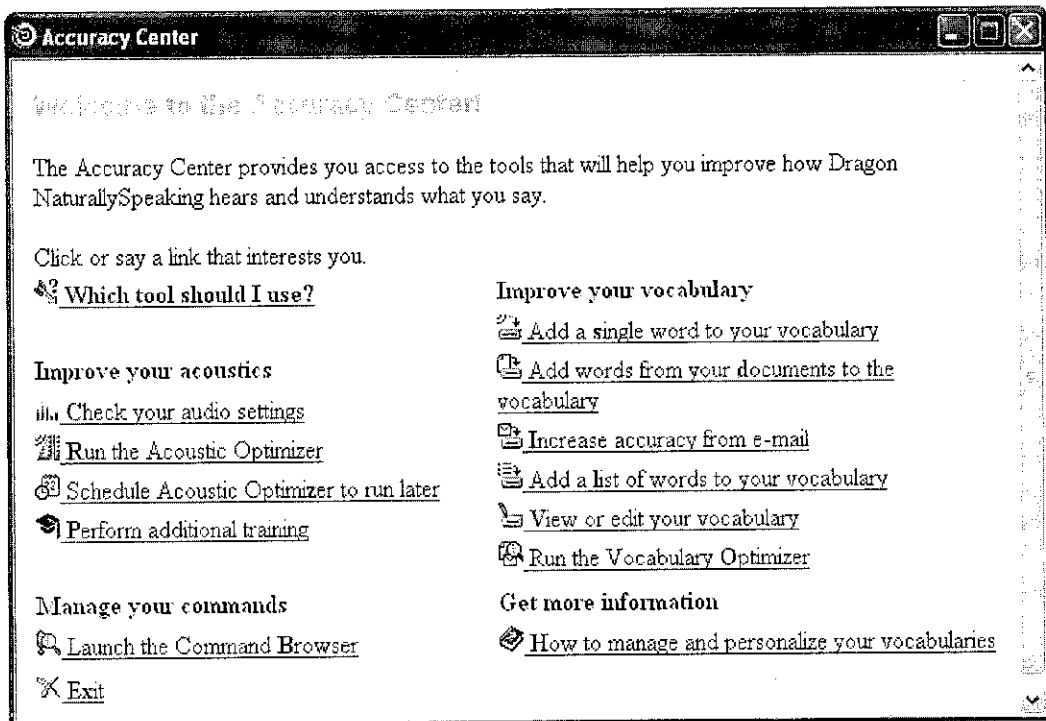 Accuracy Center
Welcome to the Accuracy Center!
The Accuracy Center provides you access to the tools that will help you improve how Dragon
NaturallySpeaking hears and understands what you say.
Click or say a link that interests you.
Which tool should I use?
Improve your acoustics
Check your audio settings
Run the Acoustic Optimizer
Schedule Acoustic Optimizer to run later
Perform additional training
Manage your commands
Launch the Command Browser
Exit
Improve your vocabulary
Add a single word to your vocabulary
Add words from your documents to the
vocabulary
Increase accuracy from e-mail
Add a list of words to your vocabulary
View or edit your vocabulary
Run the Vocabulary Optimizer
Get more information
How to manage and personalize your vocabularies